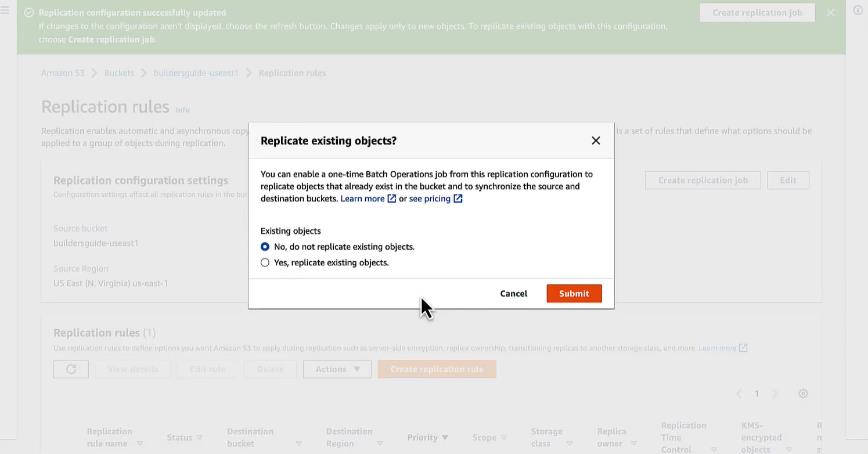 Replication configuration successfully updated
If changes to the configuration aren't displayed, choose the refresh button. Changes apply only to new objects. To replicate existing objects with this configuration,
choose Create replication job.
Create replication job
Amazon S3 > Buckets > buildersguide-useast1 > Replication rules
Replication rules Info
Replication enables automatic and asynchronous copy
is a set of rules that define what options should be
applied to a group of objects during replication.
Replication configuration settings
Configuration settings affect all replication rules in the buc
Create replication job
Edit
Source bucket
buildersguide-useast1
Source Region
US East (N. Virginia) us-east-1
Replicate existing objects?
You can enable a one-time Batch Operations job from this replication configuration to
replicate objects that already exist in the bucket and to synchronize the source and
destination buckets. Learn more or see pricing
Existing objects
No, do not replicate existing objects.
Yes, replicate existing objects.
Cancel
Submit
Replication rules (1)
Use replication rules to define options you want Amazon S3 to apply during replication such as server-side encryption, replica ownership, transitioning replicas to another storage class, and more. Learn more
View details
Edit rule
Delete
Actions
Create replication rule
1
Replication
rule name
Status
Destination
bucket
Destination
Region
Priority
Scope
Storage
class
Replica
owner
Replication
Time
Control
KMS-
encrypted
objects